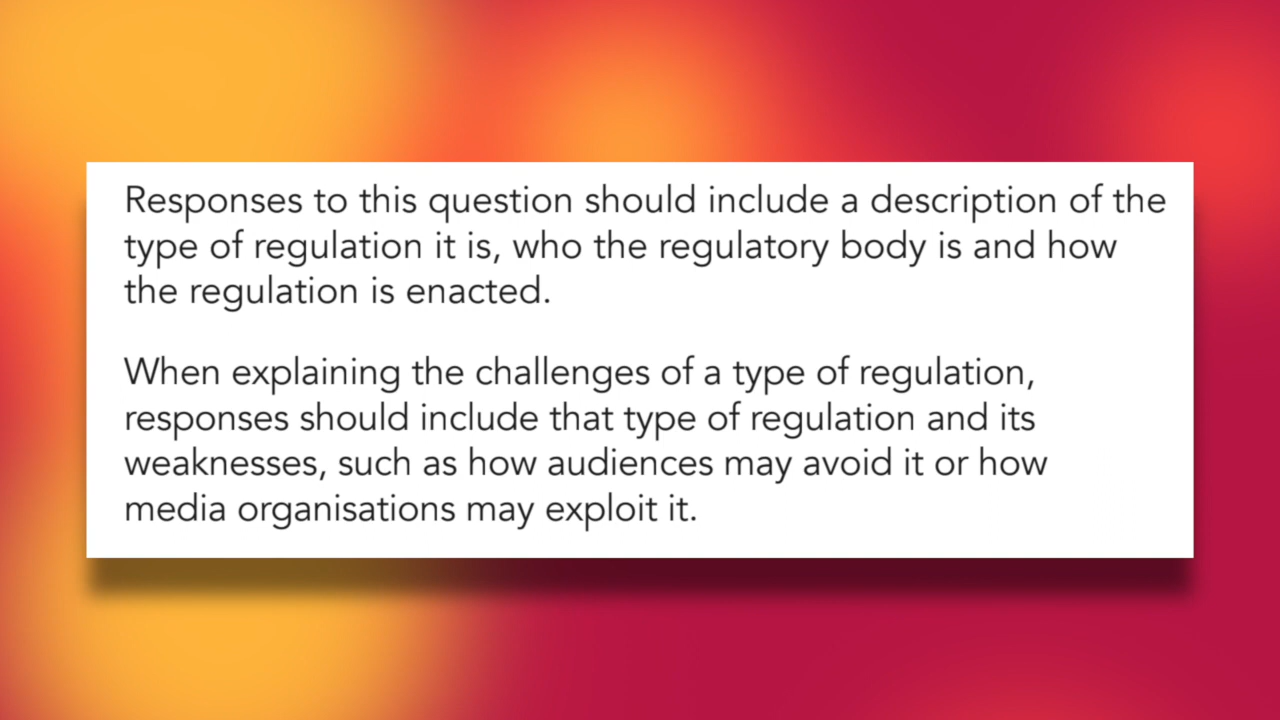 Responses to this question should include a description of the
type of regulation it is, who the regulatory body is and how
the regulation is enacted.
When explaining the challenges of a type of regulation,
responses should include that type of regulation and its
weaknesses, such as how audiences may avoid it or how
media organisations may exploit it.